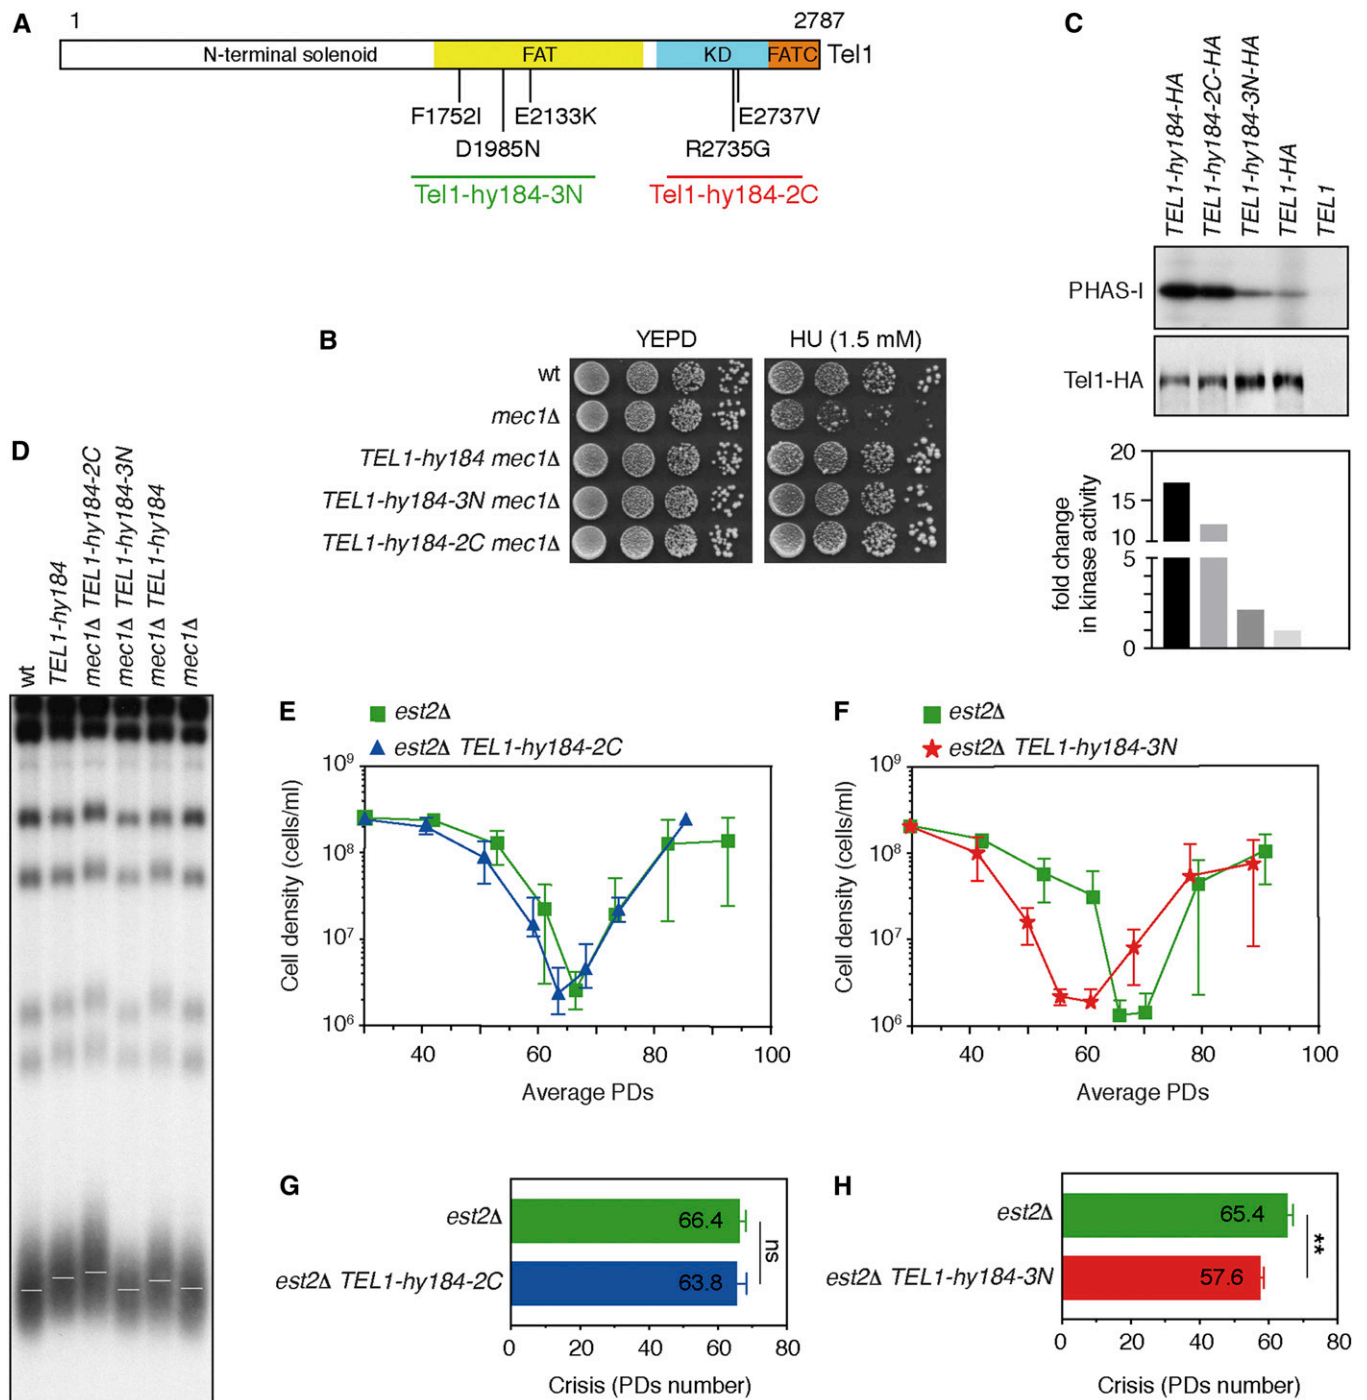 A
1
2787
N-terminal solenoid
FAT
KD
FATC
Tel1
F1752I
E2133K
E2737V
D1985N
R2735G
Tel1-hy184-3N
Tel1-hy184-2C
B
YEPD
HU (1.5 mM)
wt
mec1Δ
TEL1-hy184 mec1Δ
TEL1-hy184-3N mec1Δ
TEL1-hy184-2C mec1Δ
C
TEL1-hy184-HA
TEL1-hy184-2C-HA
TEL1-hy184-3N-HA
TEL1-HA
TEL1
PHAS-I
Tel1-HA
fold change
in kinase activity
20
15
10
5
0
D
wt
TEL1-hy184
mec1Δ TEL1-hy184-2C
mec1Δ TEL1-hy184-3N
mec1Δ TEL1-hy184
mec1Δ
E
est2Δ
est2Δ TEL1-hy184-2C
Cell density (cells/ml)
10⁹
10⁸
10⁷
10⁶
40 60 80 100
Average PDs
F
est2Δ
est2Δ TEL1-hy184-3N
Cell density (cells/ml)
10⁹
10⁸
10⁷
10⁶
40 60 80 100
Average PDs
G
est2Δ
66.4
est2Δ TEL1-hy184-2C
63.8
ns
0 20 40 60 80
Crisis (PDs number)
H
est2Δ
65.4
est2Δ TEL1-hy184-3N
57.6
**
0 20 40 60 80
Crisis (PDs number)